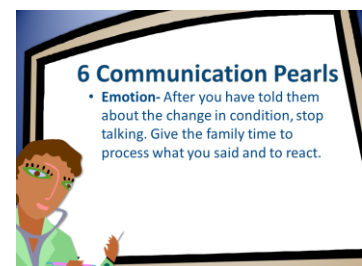 6 Communication Pearls
• Emotion- After you have told them
about the change in condition, stop
talking. Give the family time to
process what you said and to react.